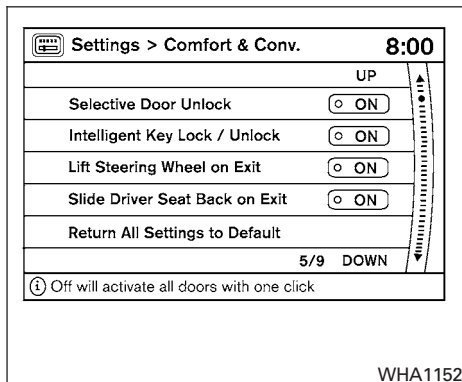 Settings > Comfort & Conv. 8:00
UP
Selective Door Unlock ON
Intelligent Key Lock / Unlock ON
Lift Steering Wheel on Exit ON
Slide Driver Seat Back on Exit ON
Return All Settings to Default
5/9 DOWN
i Off will activate all doors with one click
WHA1152